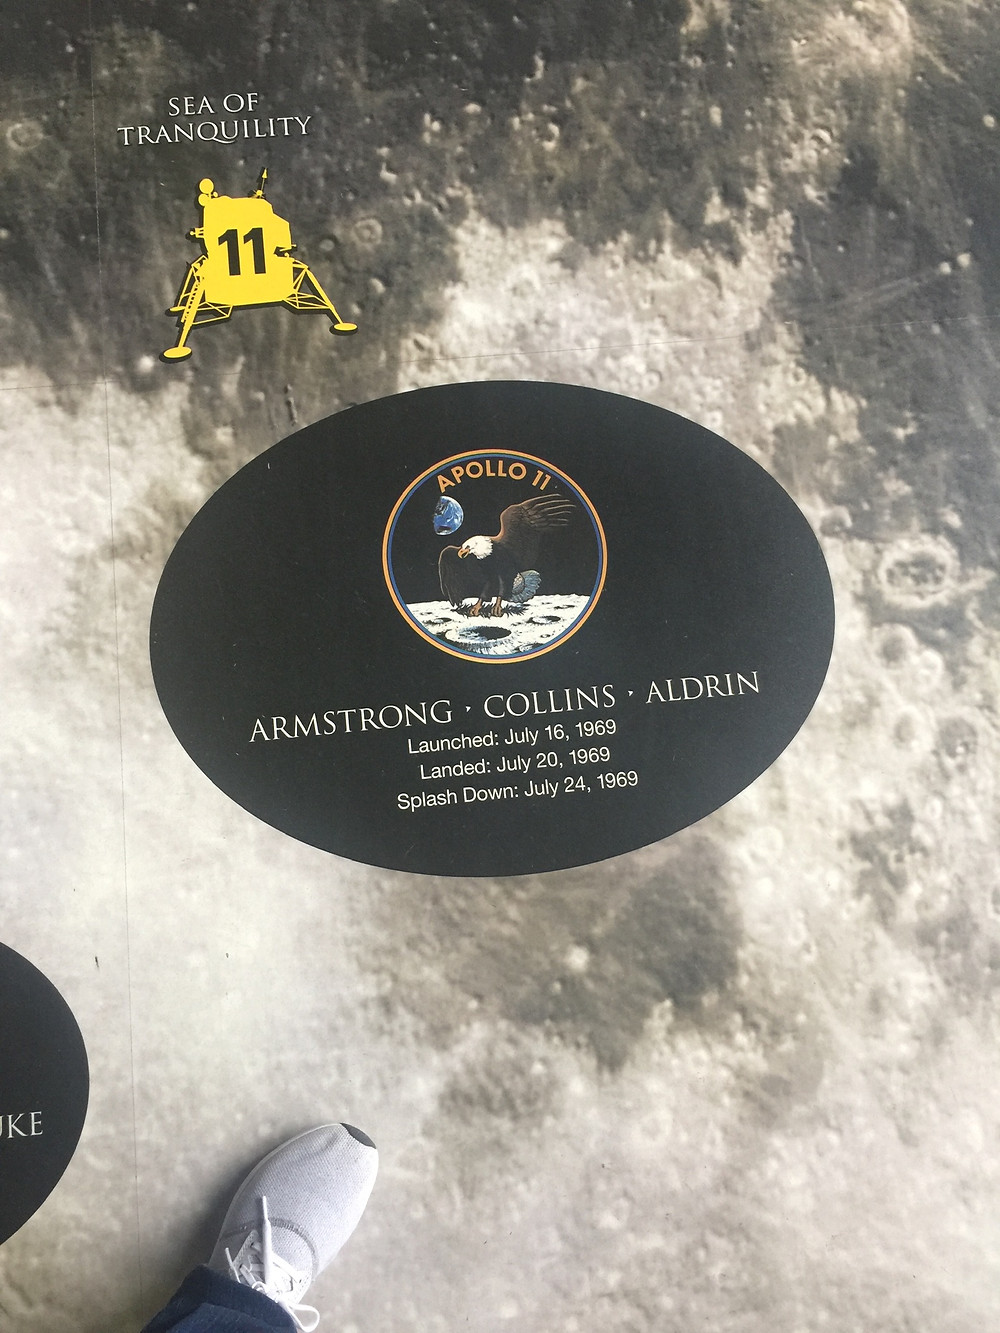 SEA OF
TRANQUILITY
11
APOLLO 11
ARMSTRONG · COLLINS · ALDRIN
Launched: July 16, 1969
Landed: July 20, 1969
Splash Down: July 24, 1969